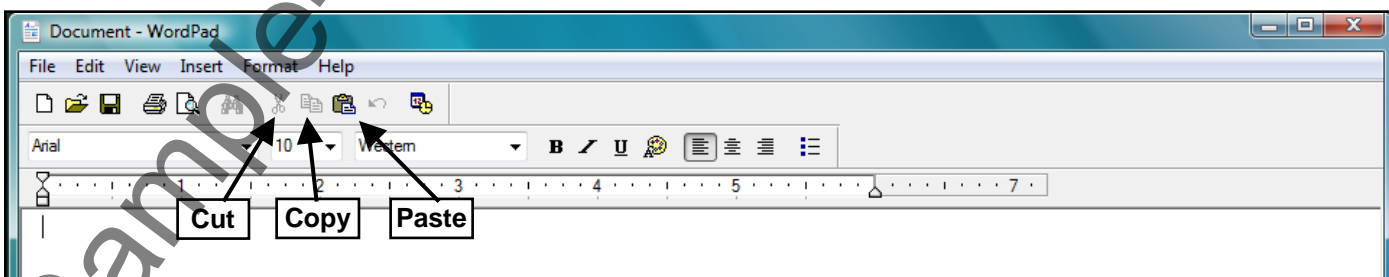 Document - WordPad
File Edit View Insert Format Help
Arial 10 Western B I U
1 2 3 4 5 7
Cut Copy Paste
Sample